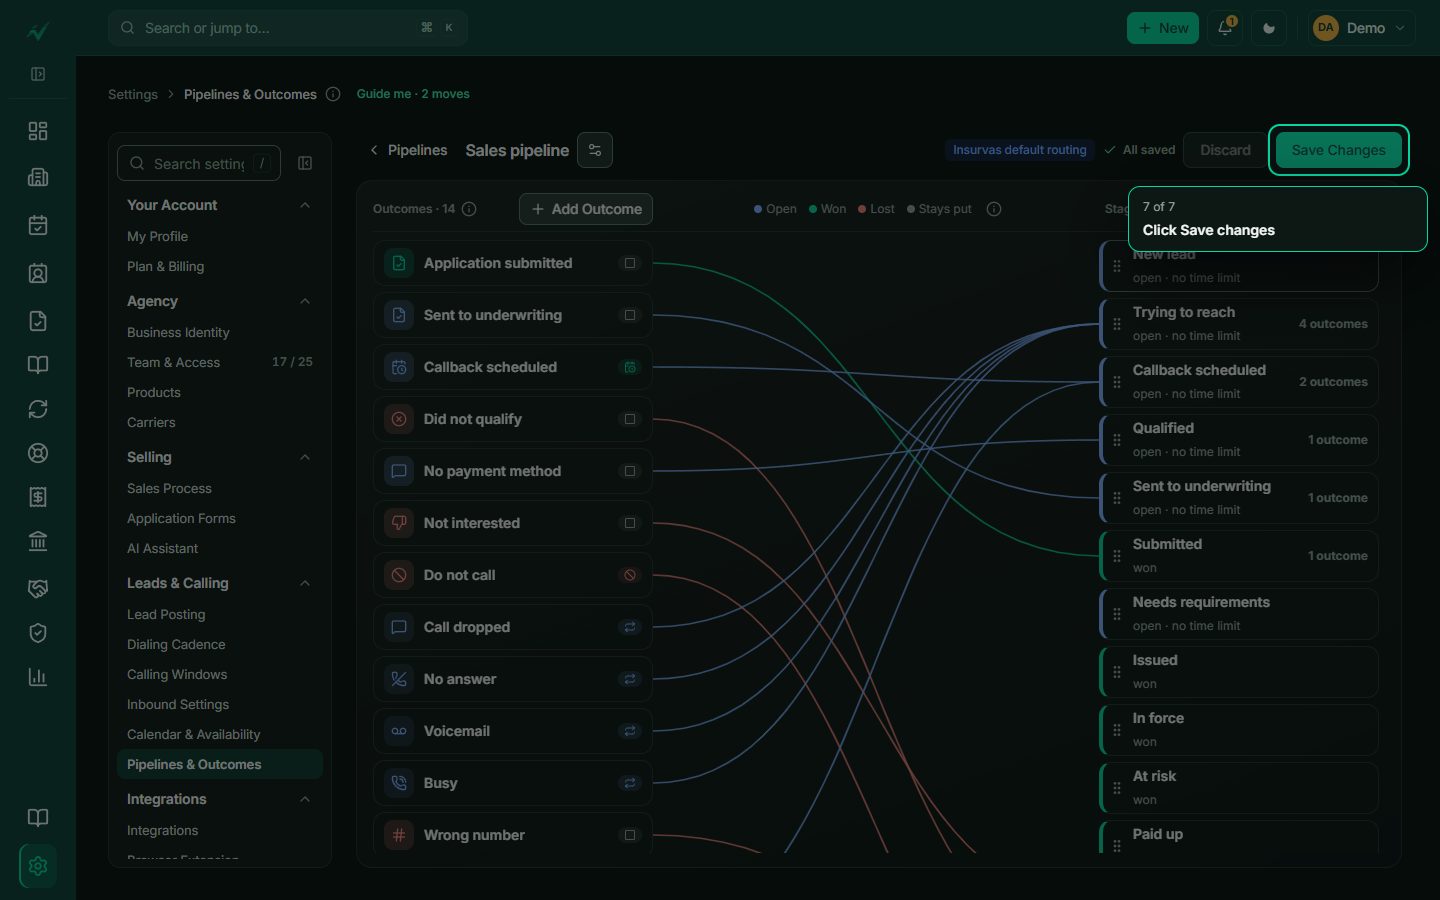 Search or jump to...
⌘ K
New
1
DA
Demo
Settings
Pipelines & Outcomes
Guide me · 2 moves
Search setting
/
Your Account
My Profile
Plan & Billing
Agency
Business Identity
Team & Access 17 / 25
Products
Carriers
Selling
Sales Process
Application Forms
AI Assistant
Leads & Calling
Lead Posting
Dialing Cadence
Calling Windows
Inbound Settings
Calendar & Availability
Pipelines & Outcomes
Integrations
Integrations
Browser Extension
Pipelines
Sales pipeline
Insurvas default routing
All saved
Discard
Save Changes
7 of 7
Click Save changes
Outcomes · 14
Add Outcome
Open
Won
Lost
Stays put
Application submitted
Sent to underwriting
Callback scheduled
Did not qualify
No payment method
Not interested
Do not call
Call dropped
No answer
Voicemail
Busy
Wrong number
New lead
open · no time limit
Trying to reach
open · no time limit
4 outcomes
Callback scheduled
open · no time limit
2 outcomes
Qualified
open · no time limit
1 outcome
Sent to underwriting
open · no time limit
1 outcome
Submitted
won
1 outcome
Needs requirements
open · no time limit
Issued
won
In force
won
At risk
won
Paid up